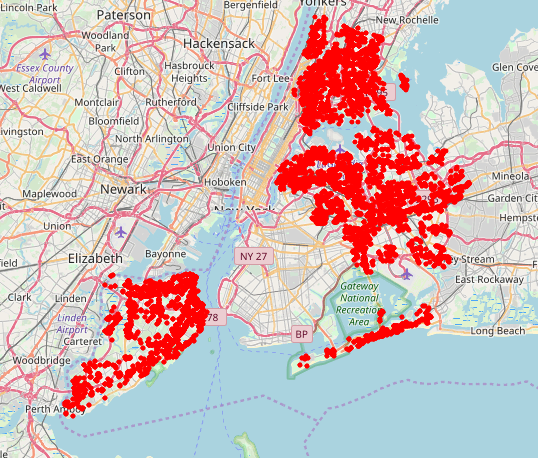 Lincoln Park
Paterson
Bergenfield
Yonkers
New Rochelle
Woodland
Park
Hackensack
Essex County
Airport
Clifton
Hasbrouck
Heights
Fort Lee
Glen Cove
West Caldwell
Montclair
Rutherford
Cliffside Park
95
Bloomfield
Livingston
North Arlington
Union City
East Orange
Mineola
Maplewood
Newark
Hoboken
Garden City
New York
Hempste
Union
Elizabeth
Bayonne
NY 27
ey Stream
field
East Rockaway
Clark
Linden
Gateway
National
Recreation
Area
Linden
Airport
78
Carteret
BP
Long Beach
Woodbridge
Perth Amboy